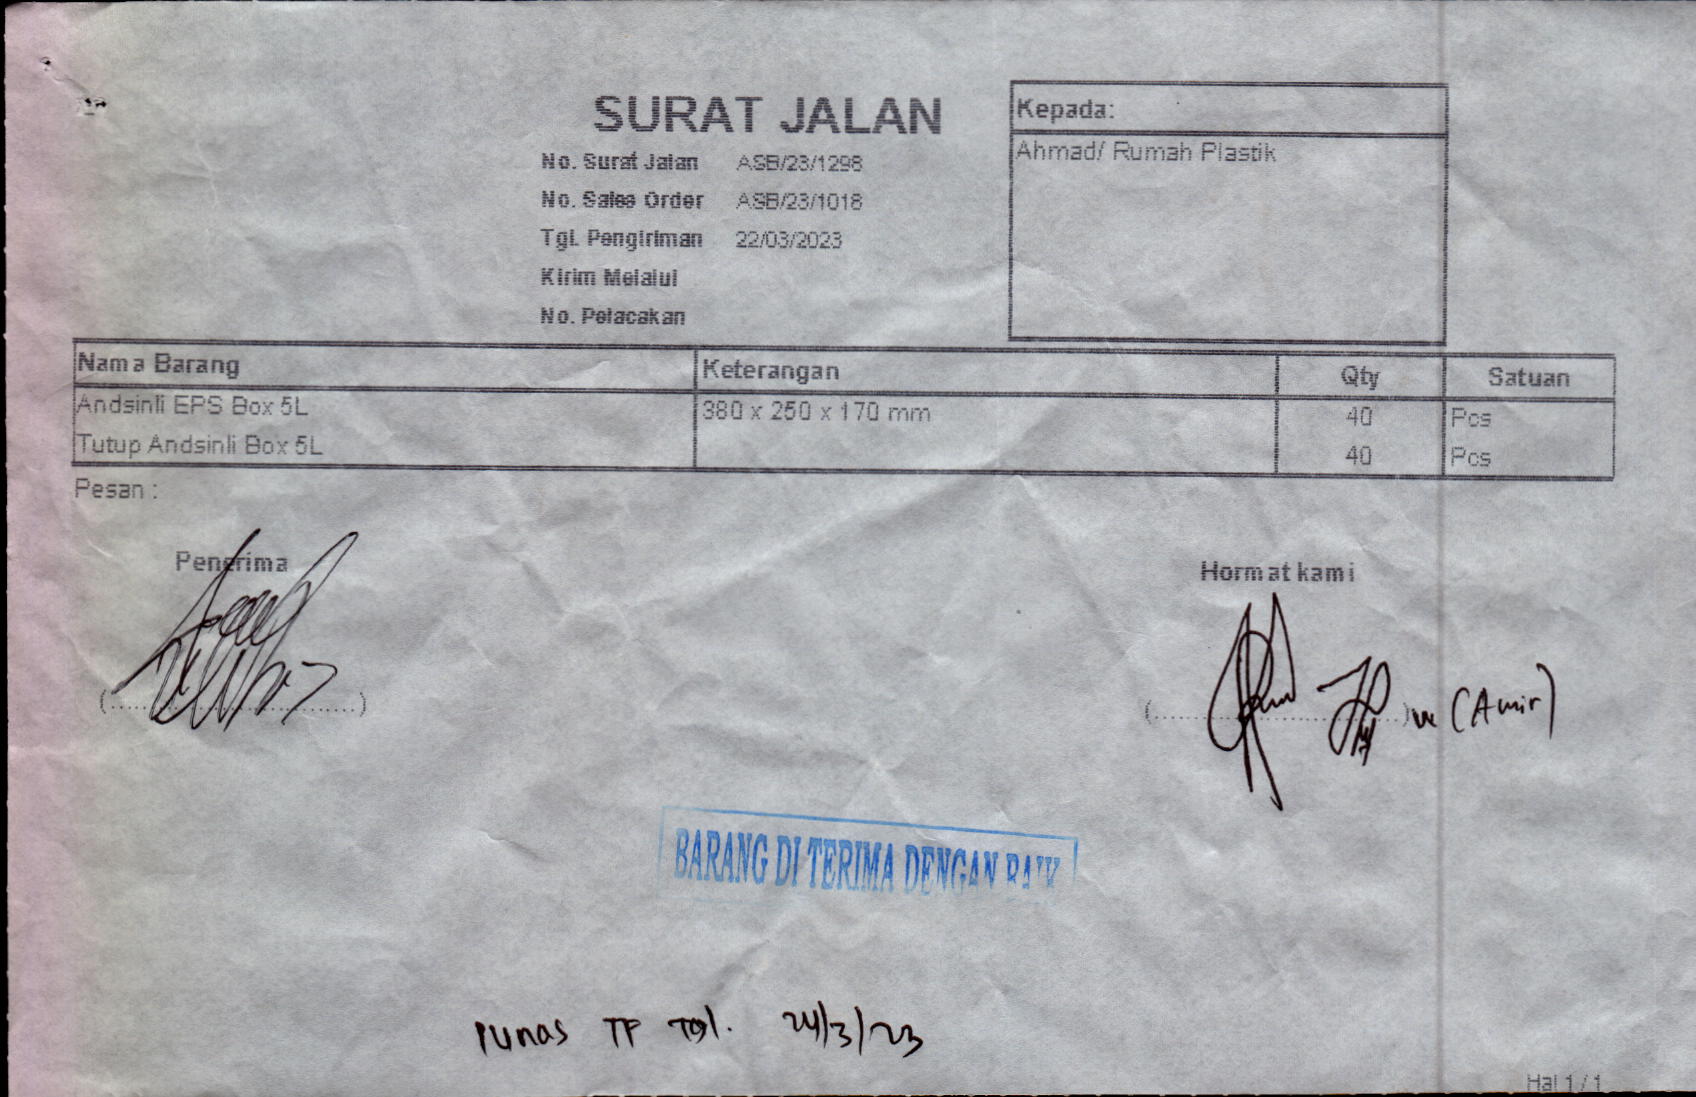 SURAT JALAN
No. Surat Jalan ASB/23/1298
No. Sales Order ASB/23/1018
Tgl. Pengiriman 22/03/2023
Kirim Melalui
No. Pelacakan
Kepada:
Ahmad/ Rumah Plastik
Nama Barang Keterangan Qty Satuan
Andsinli EPS Box 5L 380 x 250 x 170 mm 40 Pcs
Tutup Andsinli Box 5L 40 Pcs
Pesan :
Penerima Hormat kami
(..............................) (..............................) (Amir)
BARANG DI TERIMA DENGAN BAIK
Lunas TF Tgl. 24/3/23
Hal 1 / 1